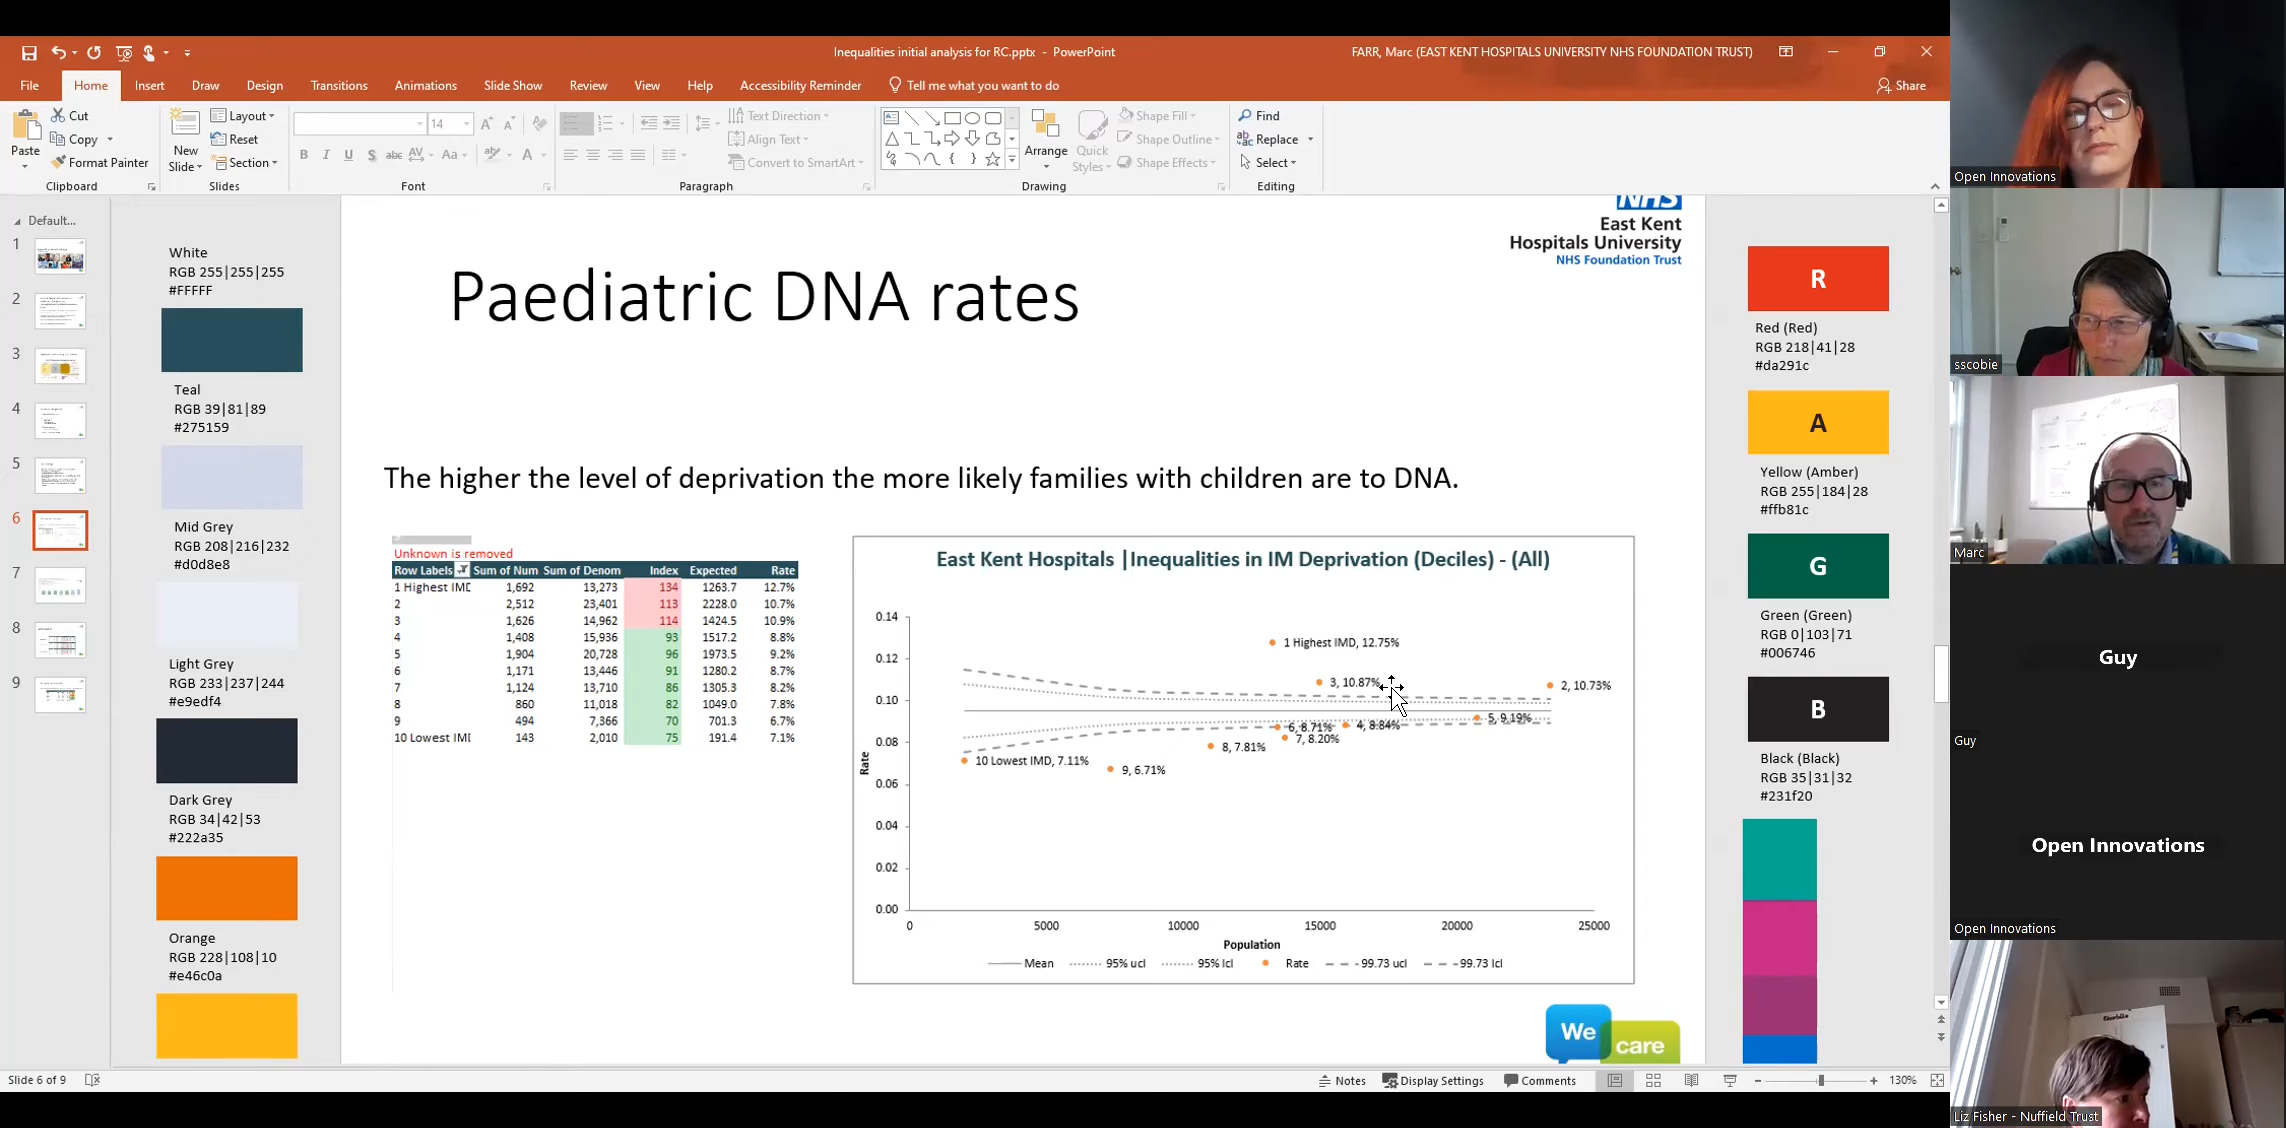 Inequalities initial analysis for RC.pptx - PowerPoint
FARR, Marc (EAST KENT HOSPITALS UNIVERSITY NHS FOUNDATION TRUST)
File Home Insert Draw Design Transitions Animations Slide Show Review View Help Accessibility Reminder Tell me what you want to do Share
Paste
Cut
Copy
Format Painter
Clipboard
New Slide
Layout
Reset
Section
Slides
14
Font
Text Direction
Align Text
Convert to SmartArt
Paragraph
Arrange
Quick Styles
Shape Fill
Shape Outline
Shape Effects
Drawing
Find
Replace
Select
Editing
Default...
1
2
3
4
5
6
7
8
9
White
RGB 255|255|255
#FFFFF
Teal
RGB 39|81|89
#275159
Mid Grey
RGB 208|216|232
#d0d8e8
Light Grey
RGB 233|237|244
#e9edf4
Dark Grey
RGB 34|42|53
#222a35
Orange
RGB 228|108|10
#e46c0a
NHS
East Kent
Hospitals University
NHS Foundation Trust
Paediatric DNA rates
The higher the level of deprivation the more likely families with children are to DNA.
Unknown is removed
Row Labels Sum of Num Sum of Denom Index Expected Rate
1 Highest IMD 1,692 13,273 134 1263.7 12.7%
2 2,512 23,401 113 2228.0 10.7%
3 1,626 14,962 114 1424.5 10.9%
4 1,408 15,936 93 1517.2 8.8%
5 1,904 20,728 96 1973.5 9.2%
6 1,171 13,446 91 1280.2 8.7%
7 1,124 13,710 86 1305.3 8.2%
8 860 11,018 82 1049.0 7.8%
9 494 7,366 70 701.3 6.7%
10 Lowest IMD 143 2,010 75 191.4 7.1%
East Kent Hospitals |Inequalities in IM Deprivation (Deciles) - (All)
0.14
0.12
0.10
0.08
0.06
0.04
0.02
0.00
Rate
1 Highest IMD, 12.75%
3, 10.87%
2, 10.73%
5, 9.19%
6, 8.71%
4, 8.84%
7, 8.20%
8, 7.81%
10 Lowest IMD, 7.11%
9, 6.71%
0 5000 10000 15000 20000 25000
Population
Mean 95% ucl 95% lcl Rate 99.73 ucl 99.73 lcl
We care
R
Red (Red)
RGB 218|41|28
#da291c
A
Yellow (Amber)
RGB 255|184|28
#ffb81c
G
Green (Green)
RGB 0|103|71
#006746
B
Black (Black)
RGB 35|31|32
#231f20
Slide 6 of 9
Notes Display Settings Comments
130%
Open Innovations
sscobie
Marc
Guy
Guy
Open Innovations
Open Innovations
Liz Fisher - Nuffield Trust